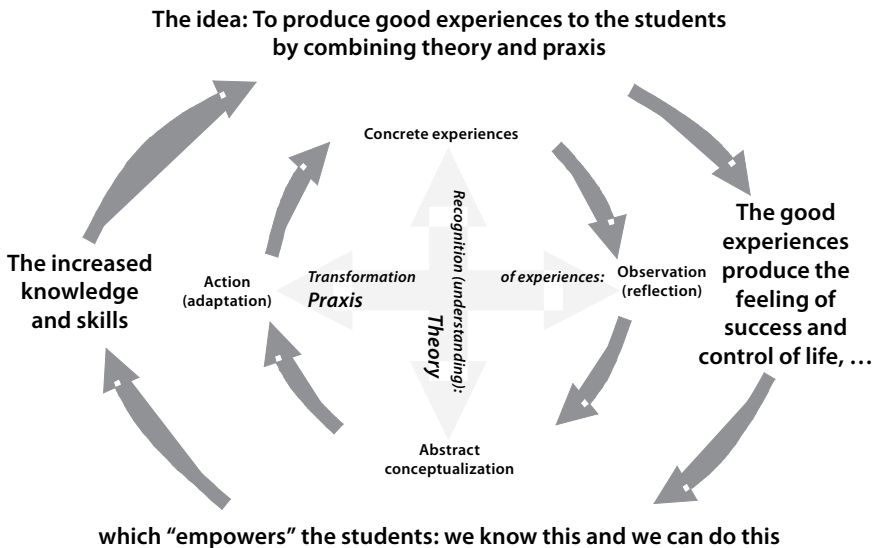 The idea: To produce good experiences to the students
by combining theory and praxis
Concrete experiences
The good
experiences
produce the
feeling of
success and
control of life, …
The increased
knowledge
and skills
Action
(adaptation)
Transformation
Praxis
Recognition (understanding):
Theory
of experiences:
Observation
(reflection)
Abstract
conceptualization
which “empowers” the students: we know this and we can do this